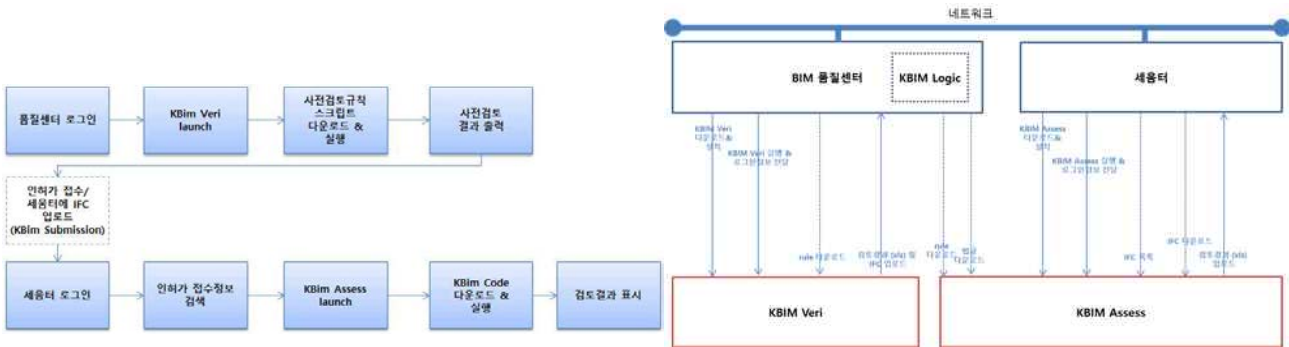 품질센터 로그인
KBim Veri
launch
사전검토규칙
스크립트
다운로드 &
실행
사전검토
결과 출력
인허가 접수/
세움터에 IFC
업로드
(KBim Submission)
세움터 로그인
인허가 접수정보
검색
KBim Assess
launch
KBim Code
다운로드 &
실행
검토결과 표시
네트워크
BIM 품질센터
KBIM Logic
세움터
KBIM Veri
다운로드&
설치
KBIM Veri 실행 &
로그인정보 전달
rule 다운로드
검토결과 (xls) 및
IFC 업로드
rule
다운로드
법규
다운로드
KBIM Assess
다운로드&
설치
KBIM Assess 실행 &
로그인정보 전달
IFC 목록
IFC 다운로드
검토결과 (xls)
업로드
KBIM Veri
KBIM Assess